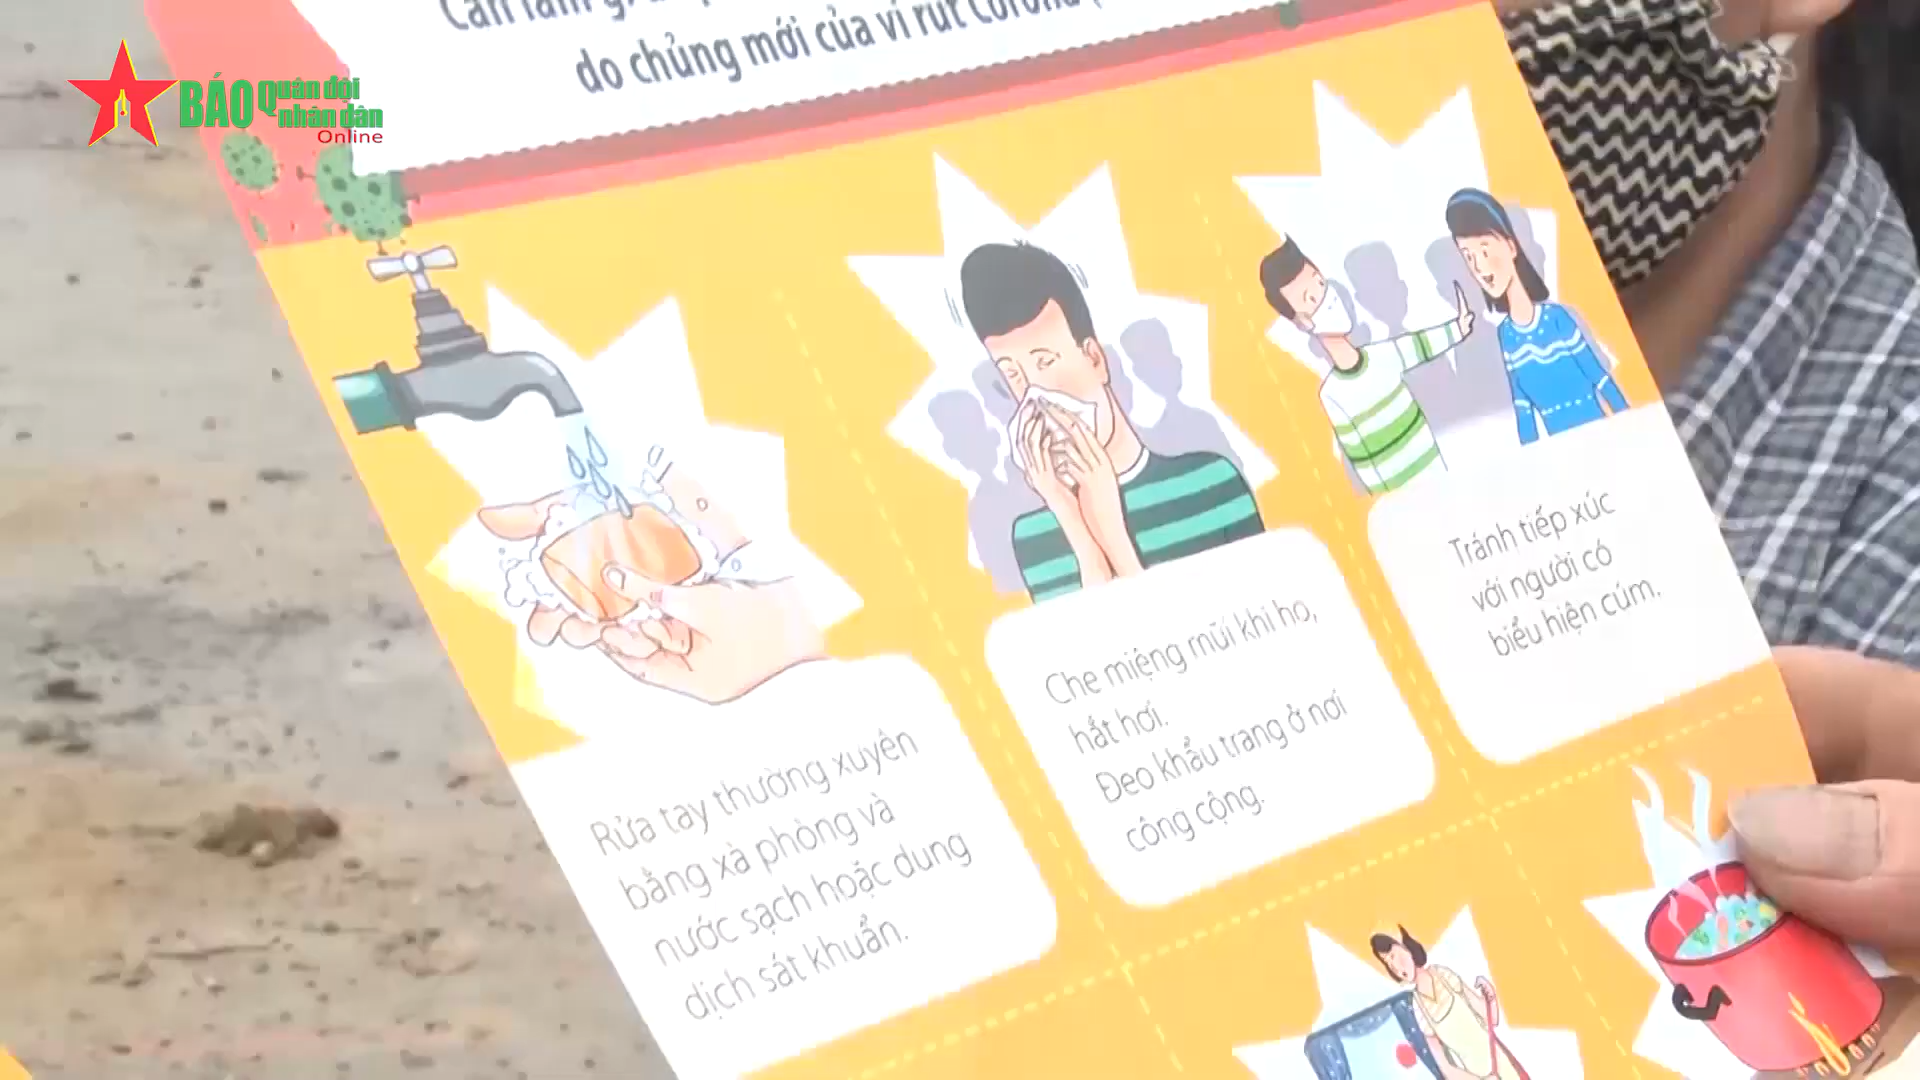 BÁO Quân đội
nhân dân
Online
do chủng mới của vi rút Corona
Rửa tay thường xuyên
bằng xà phòng và
nước sạch hoặc dung
dịch sát khuẩn.
Che miệng mũi khi ho,
hắt hơi.
Đeo khẩu trang ở nơi
công cộng.
Tránh tiếp xúc
với người có
biểu hiện cúm.